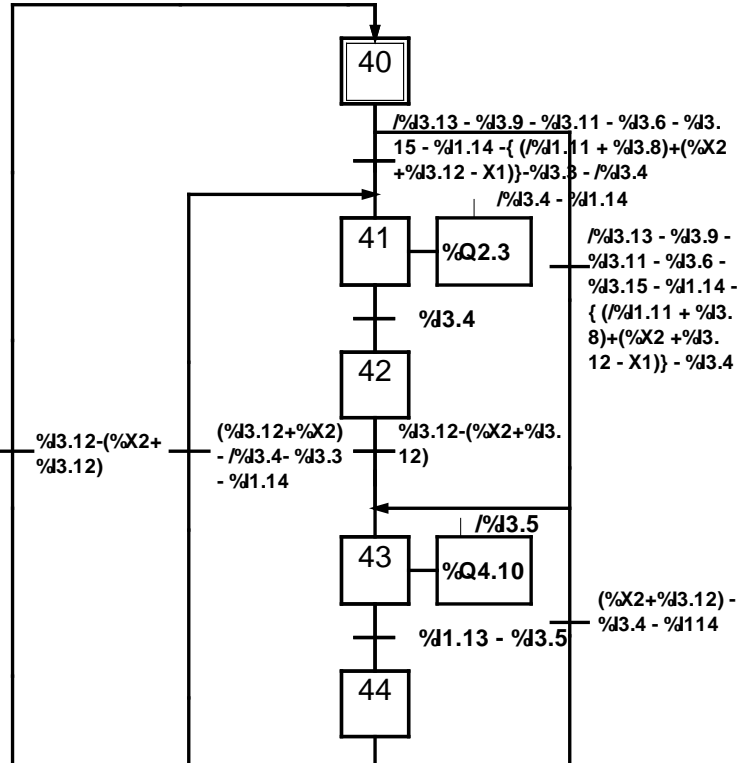 40
/%I3.13 - %I3.9 - %I3.11 - %I3.6 - %I3.
15 - %I1.14 -{ (/%I1.11 + %I3.8)+(%X2
+%I3.12 - X1)}-%I3.3 - /%I3.4
/%I3.4 - %I1.14
41
%Q2.3
/%I3.13 - %I3.9 -
%I3.11 - %I3.6 -
%I3.15 - %I1.14 -
{ (/%I1.11 + %I3.
8)+(%X2 +%I3.
12 - X1)} - %I3.4
%I3.4
42
%I3.12-(%X2+
%I3.12)
(%I3.12+%X2)
- /%I3.4- %I3.3
- %I1.14
%I3.12-(%X2+%I3.
12)
/%I3.5
43
%Q4.10
(%X2+%I3.12) -
%I3.4 - %I114
%I1.13 - %I3.5
44